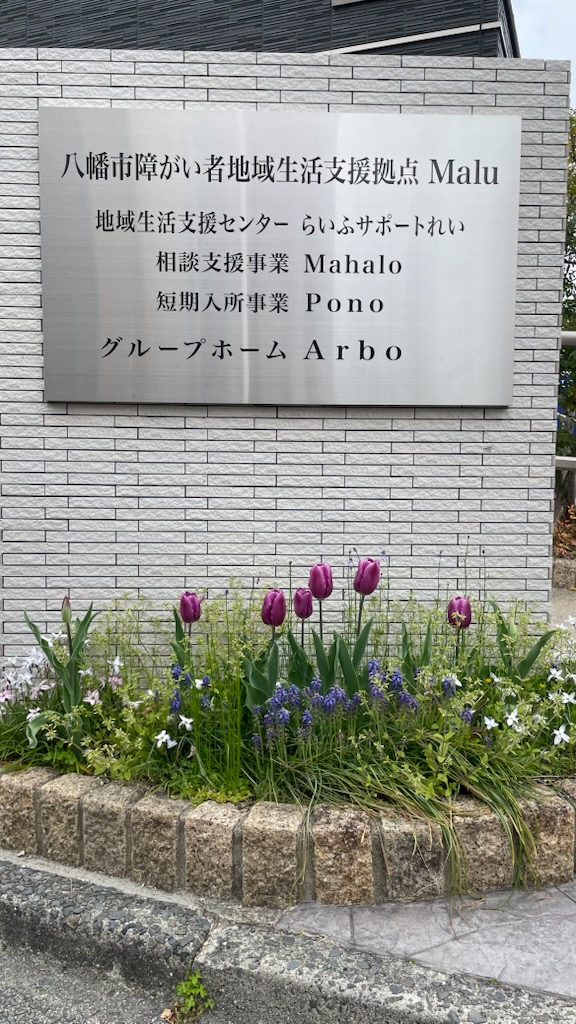 八幡市障がい者地域生活支援拠点 Malu
地域生活支援センター らいふサポートれい
相談支援事業 Mahalo
短期入所事業 Pono
グループホーム Arbo